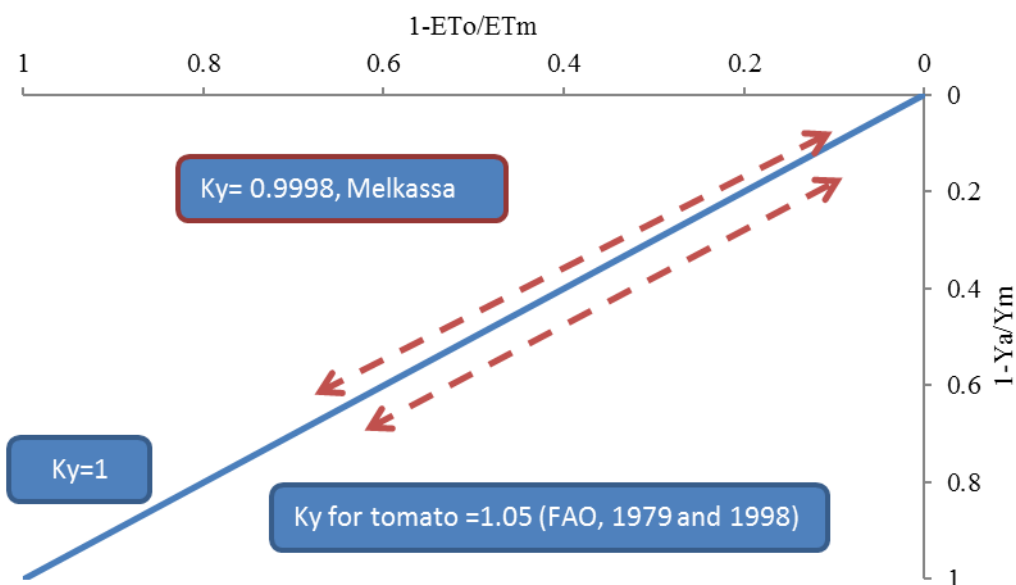 1-ETo/ETm
1 0.8 0.6 0.4 0.2 0
0
Ky= 0.9998, Melkassa
0.2
0.4
1-Ya/Ym
0.6
Ky=1
0.8
Ky for tomato =1.05 (FAO, 1979 and 1998)
1